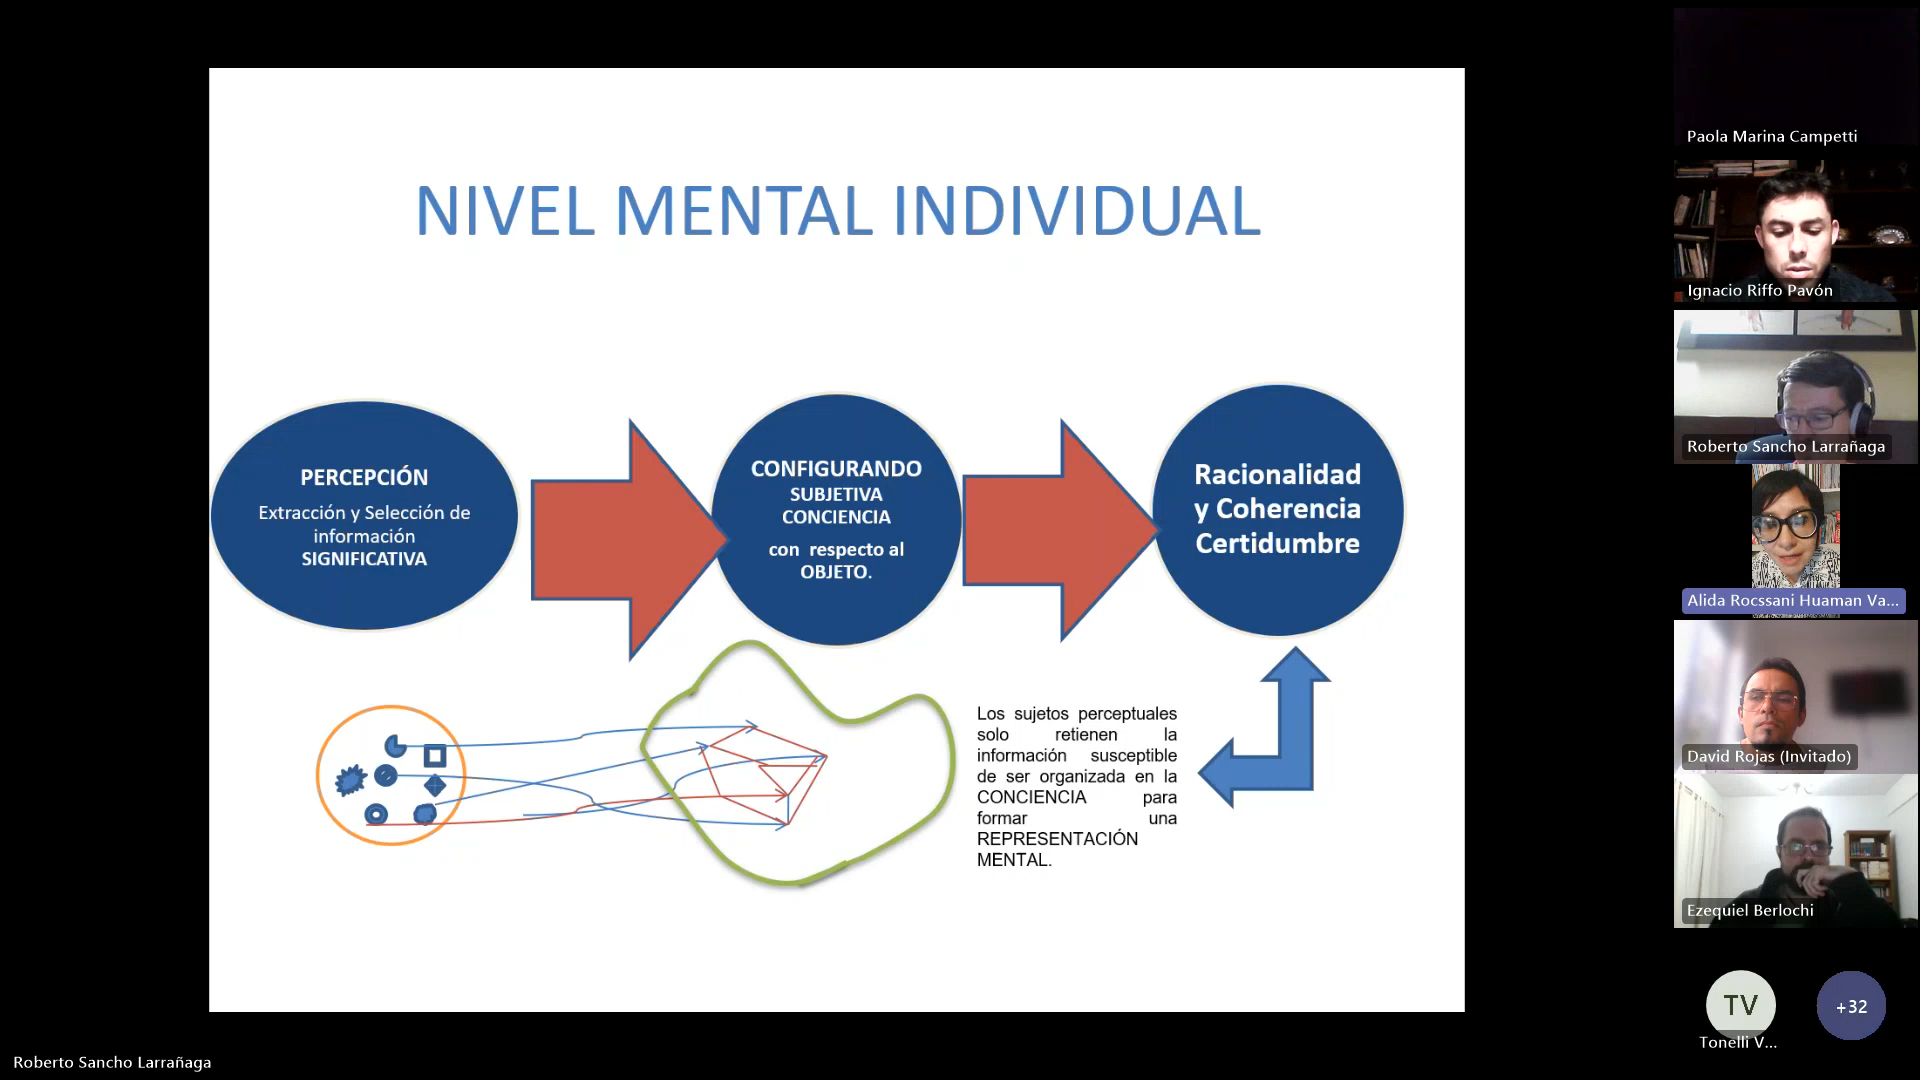 NIVEL MENTAL INDIVIDUAL
PERCEPCIÓN
Extracción y Selección de
información
SIGNIFICATIVA
CONFIGURANDO
SUBJETIVA
CONCIENCIA
con respecto al
OBJETO.
Racionalidad
y Coherencia
Certidumbre
Los sujetos perceptuales
solo retienen la
información susceptible
de ser organizada en la
CONCIENCIA para
formar una
REPRESENTACIÓN
MENTAL.
Paola Marina Campetti
Ignacio Riffo Pavón
Roberto Sancho Larrañaga
Alida Rocssani Huaman Va...
David Rojas (Invitado)
Ezequiel Berlochi
TV
+32
Tonelli V...
Roberto Sancho Larrañaga